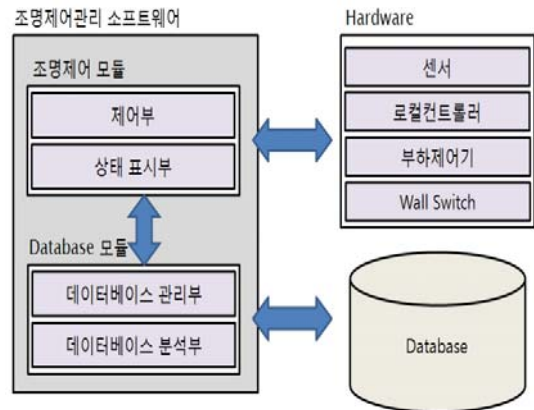 조명제어관리 소프트웨어
조명제어 모듈
제어부
상태 표시부
Database 모듈
데이터베이스 관리부
데이터베이스 분석부
Hardware
센서
로컬컨트롤러
부하제어기
Wall Switch
Database